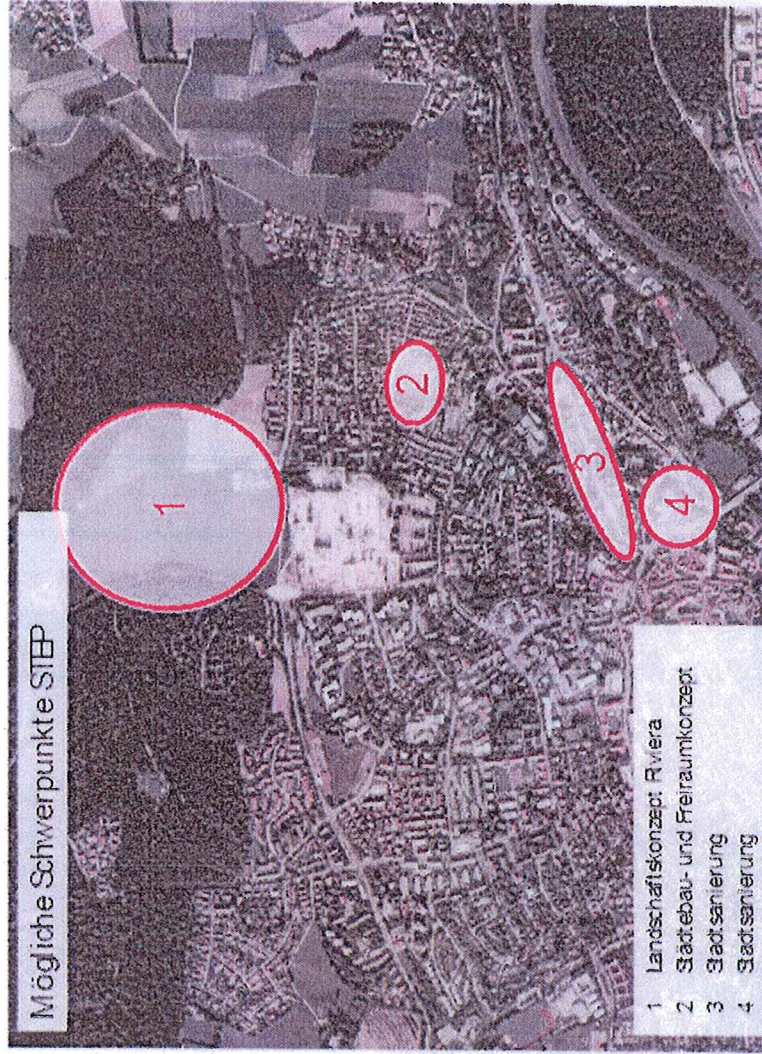 Mögliche Schwerpunkte STEP
1
2
3
4
1 Landschaftskonzept Riviera
2 Städtebau- und Freiraumkonzept
3 Stadtsanierung
4 Stadtsanierung